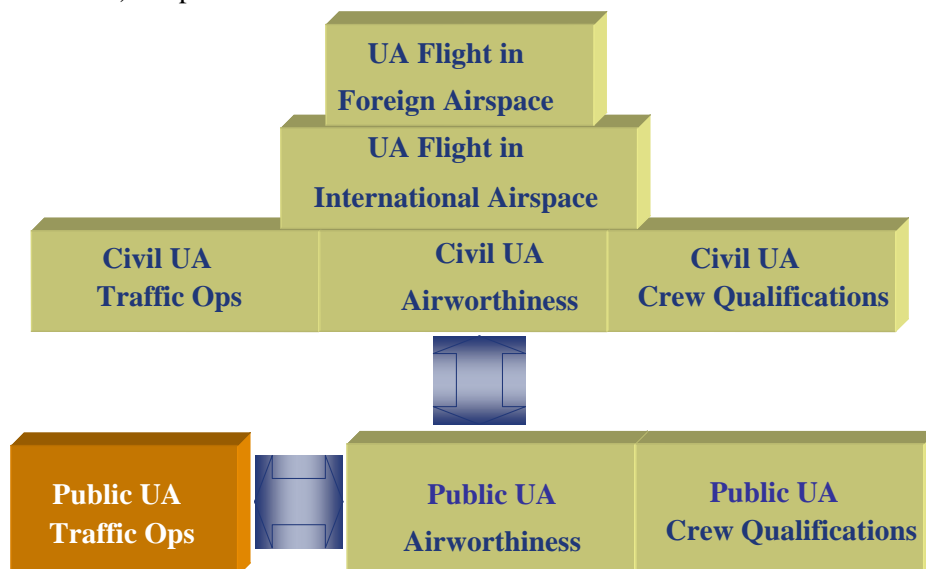 UA Flight in
Foreign Airspace
UA Flight in
International Airspace
Civil UA
Traffic Ops
Civil UA
Airworthiness
Civil UA
Crew Qualifications
Public UA
Traffic Ops
Public UA
Airworthiness
Public UA
Crew Qualifications